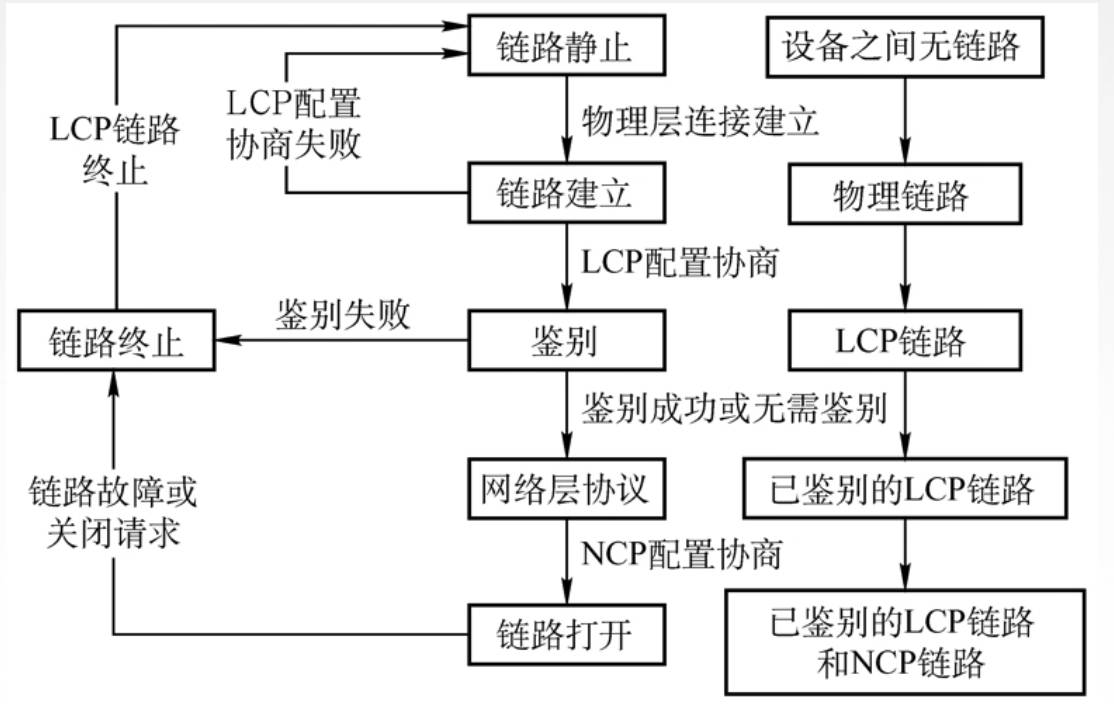 链路静止
设备之间无链路
LCP配置
协商失败
物理层连接建立
LCP链路
终止
链路建立
物理链路
LCP配置协商
鉴别失败
链路终止
鉴别
LCP链路
鉴别成功或无需鉴别
链路故障或
关闭请求
网络层协议
已鉴别的LCP链路
NCP配置协商
链路打开
已鉴别的LCP链路
和NCP链路